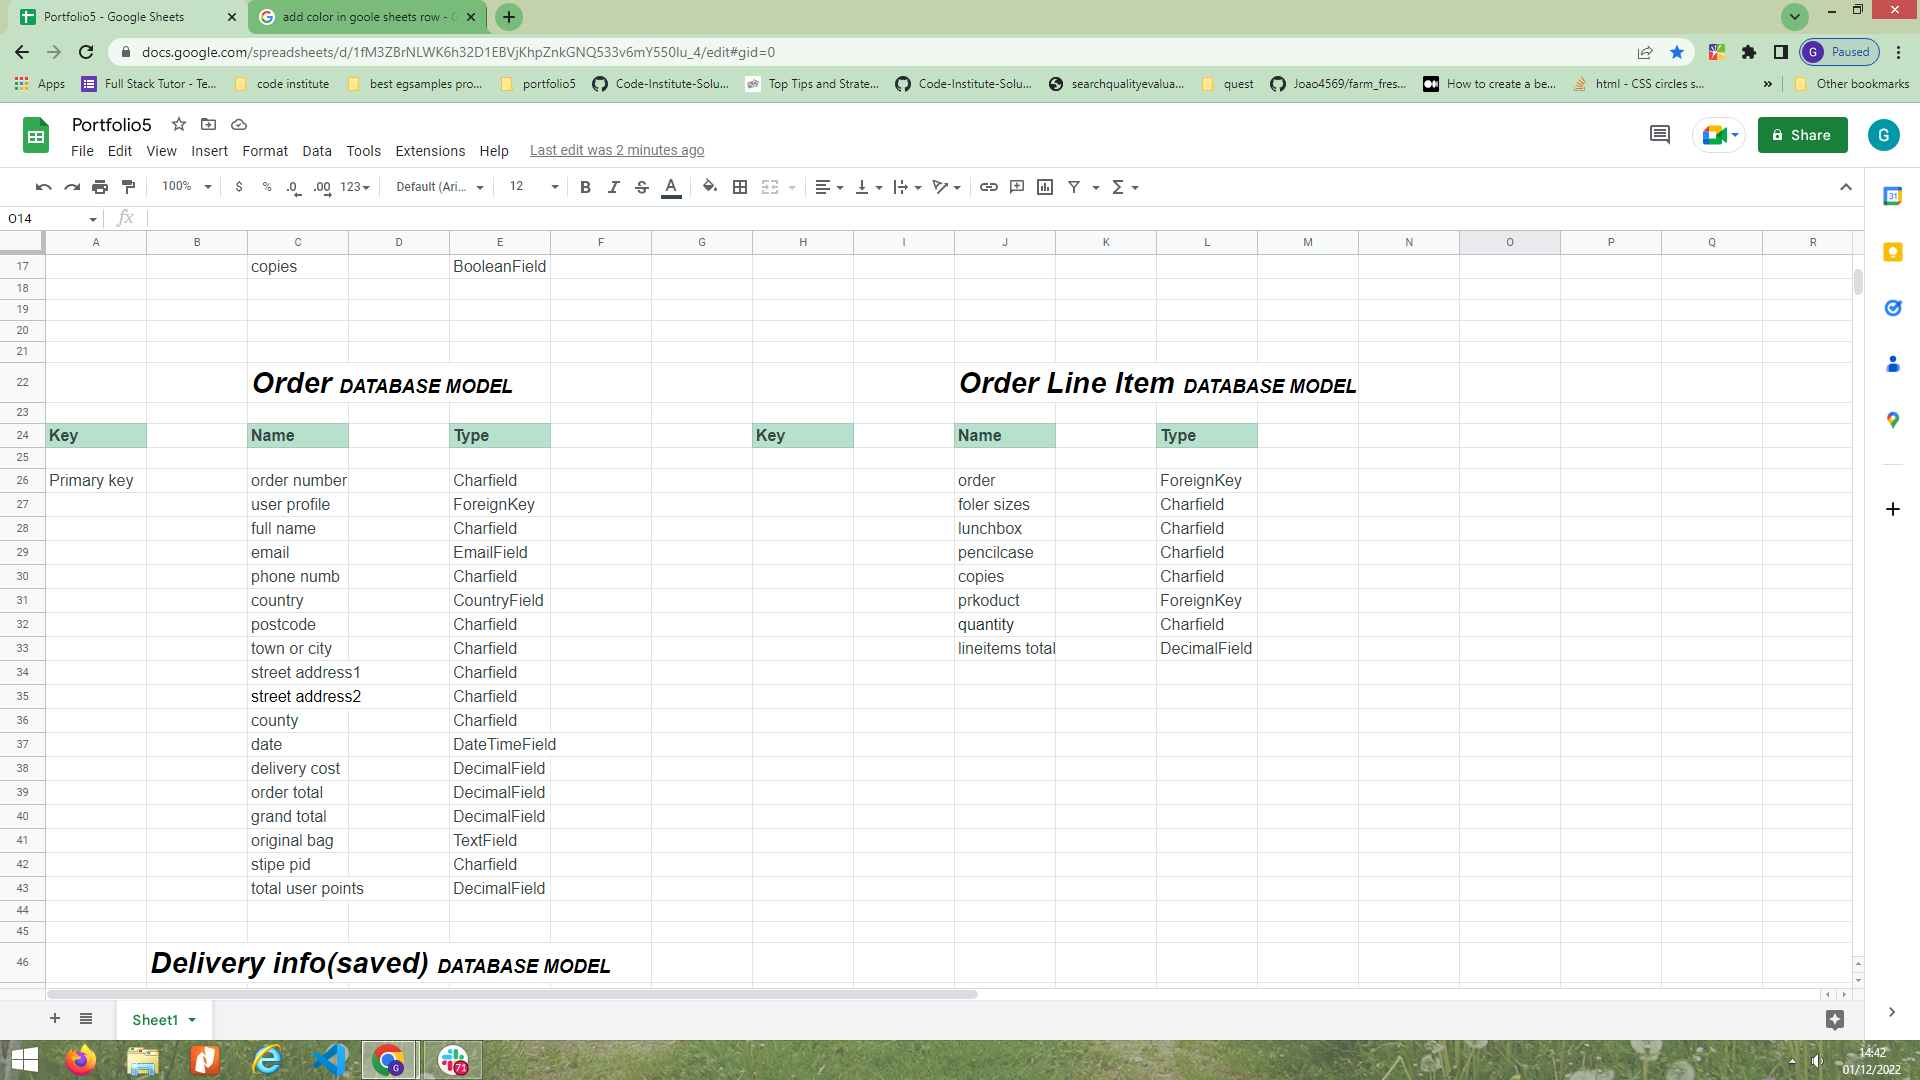 Portfolio5 - Google Sheets
add color in goole sheets row - G
docs.google.com/spreadsheets/d/1fM3ZBrNLWK6h32D1EBVjKhpZnkGNQ533v6mY550Iu_4/edit#gid=0
G Paused
Apps Full Stack Tutor - Te... code institute best egsamples pro... portfolio5 Code-Institute-Solu... Top Tips and Strate... Code-Institute-Solu... searchqualityevalua... quest Joao4569/farm_fres... How to create a be... html - CSS circles s... » Other bookmarks
Portfolio5
Share
G
File Edit View Insert Format Data Tools Extensions Help Last edit was 2 minutes ago
100% $ % .0 .00 123 Default (Ari... 12 B I S A Σ
31
O14 fx
A B C D E F G H I J K L M N O P Q R
17 copies BooleanField
18
19
20
21
22 Order DATABASE MODEL Order Line Item DATABASE MODEL
23
24 Key Name Type Key Name Type
25
26 Primary key order number Charfield order ForeignKey
27 user profile ForeignKey foler sizes Charfield
28 full name Charfield lunchbox Charfield
29 email EmailField pencilcase Charfield
30 phone numb Charfield copies Charfield
31 country CountryField prkoduct ForeignKey
32 postcode Charfield quantity Charfield
33 town or city Charfield lineitems total DecimalField
34 street address1 Charfield
35 street address2 Charfield
36 county Charfield
37 date DateTimeField
38 delivery cost DecimalField
39 order total DecimalField
40 grand total DecimalField
41 original bag TextField
42 stipe pid Charfield
43 total user points DecimalField
44
45
46 Delivery info(saved) DATABASE MODEL
Sheet1
G
71
14:42
01/12/2022